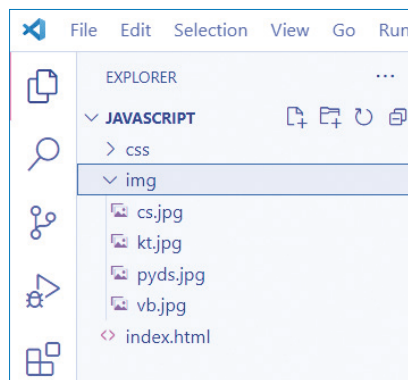 File Edit Selection View Go Run
EXPLORER
JAVASCRIPT
css
img
cs.jpg
kt.jpg
pyds.jpg
vb.jpg
index.html